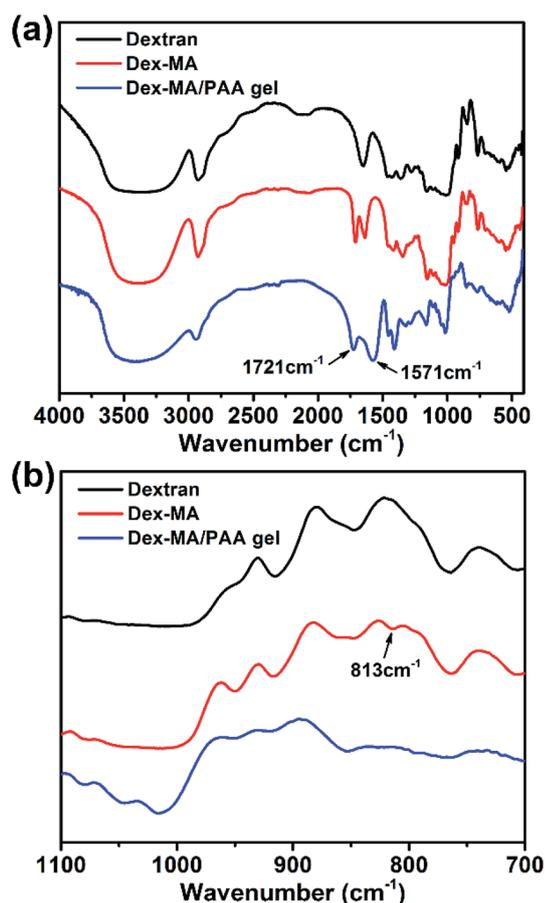 (a)
Dextran
Dex-MA
Dex-MA/PAA gel
1721cm⁻¹
1571cm⁻¹
4000 3500 3000 2500 2000 1500 1000 500
Wavenumber (cm⁻¹)
(b)
Dextran
Dex-MA
Dex-MA/PAA gel
813cm⁻¹
1100 1000 900 800 700
Wavenumber (cm⁻¹)